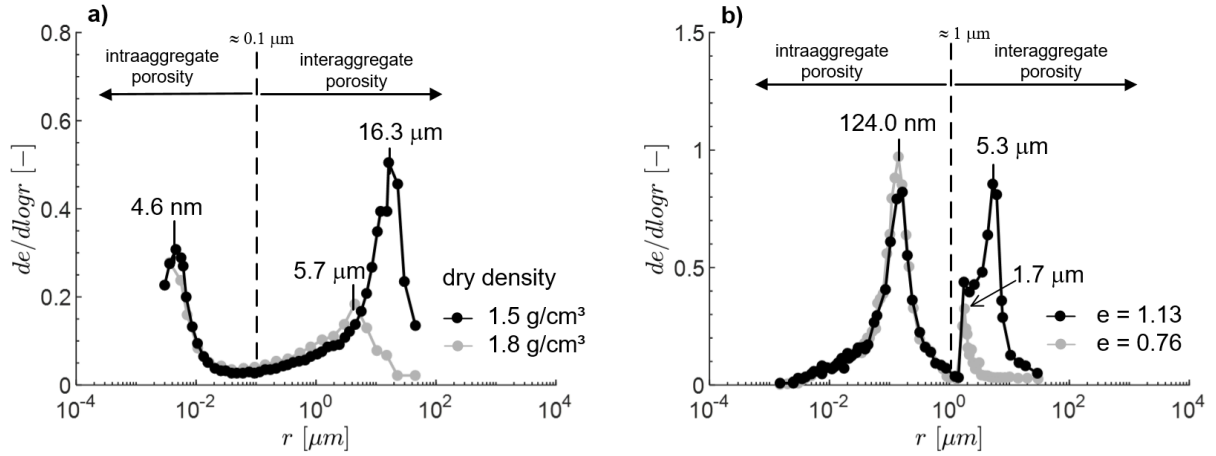 a)
≈ 0.1 μm
intraaggregate
porosity
interaggregate
porosity
16.3 μm
4.6 nm
5.7 μm
dry density
1.5 g/cm³
1.8 g/cm³
0.8
0.6
0.4
0.2
0
de/dlogr [−]
10⁻⁴
10⁻²
10⁰
10²
10⁴
r [μm]
b)
≈ 1 μm
intraaggregate
porosity
interaggregate
porosity
124.0 nm
5.3 μm
1.7 μm
e = 1.13
e = 0.76
1.5
1
0.5
0
de/dlogr [−]
10⁻⁴
10⁻²
10⁰
10²
10⁴
r [μm]